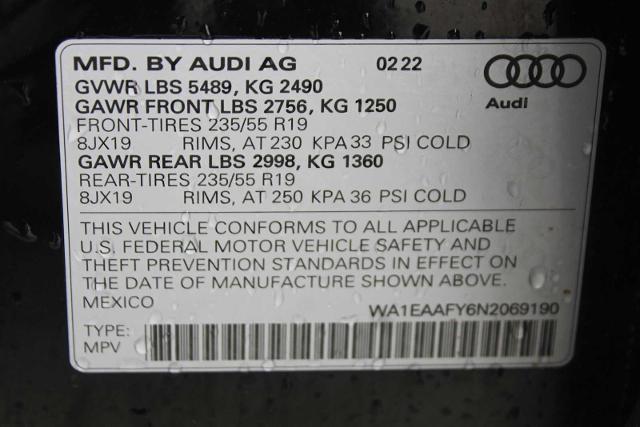 MFD. BY AUDI AG 02 22
GVWR LBS 5489, KG 2490
GAWR FRONT LBS 2756, KG 1250
Audi
FRONT-TIRES 235/55 R19
8JX19 RIMS, AT 230 KPA 33 PSI COLD
GAWR REAR LBS 2998, KG 1360
REAR-TIRES 235/55 R19
8JX19 RIMS, AT 250 KPA 36 PSI COLD
THIS VEHICLE CONFORMS TO ALL APPLICABLE
U.S. FEDERAL MOTOR VEHICLE SAFETY AND
THEFT PREVENTION STANDARDS IN EFFECT ON
THE DATE OF MANUFACTURE SHOWN ABOVE.
MEXICO
WA1EAAFY6N2069190
TYPE:
MPV